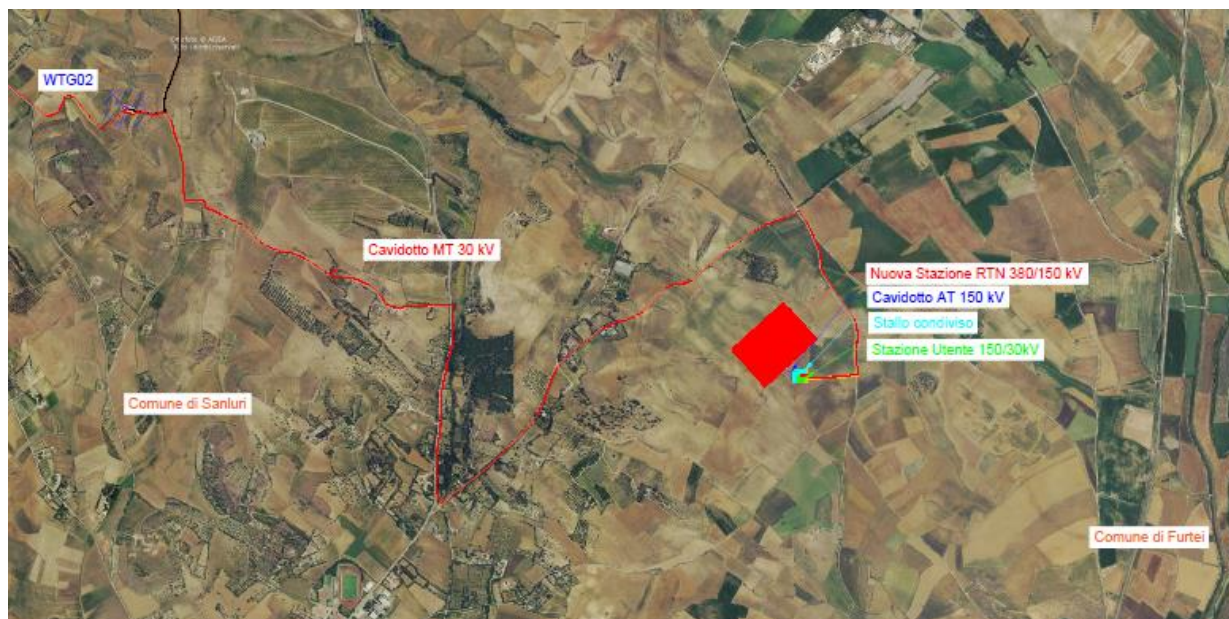 WTG02
Cavidotto MT 30 kV
Nuova Stazione RTN 380/150 kV
Cavidotto AT 150 kV
Stallo condiviso
Stazione Utente 150/30kV
Comune di Sanluri
Comune di Furtei